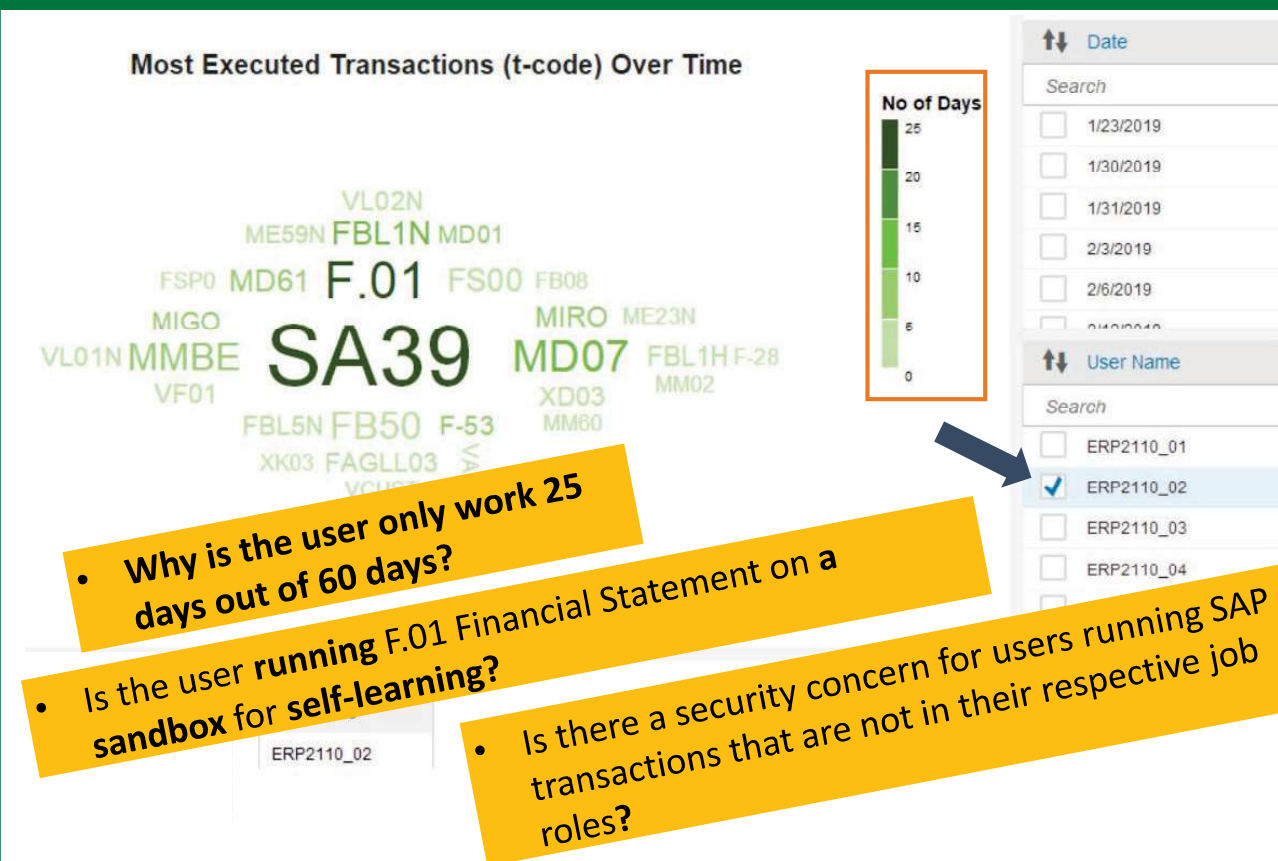 Most Executed Transactions (t-code) Over Time
No of Days
25
20
15
10
5
0
VL02N
ME59N FBL1N MD01
FSP0 MD61 F.01 FS00 FB08
MIGO MIRO ME23N
VL01N MMBE SA39 MD07 FBL1H F-28
VF01 XD03 MM02
FBL5N FB50 F-53 MM60
XK03 FAGLL03
Date
Search
1/23/2019
1/30/2019
1/31/2019
2/3/2019
2/6/2019
User Name
Search
ERP2110_01
ERP2110_02
ERP2110_03
ERP2110_04
• Why is the user only work 25
days out of 60 days?
• Is the user running F.01 Financial Statement on a
sandbox for self-learning?
ERP2110_02
• Is there a security concern for users running SAP
transactions that are not in their respective job
roles?